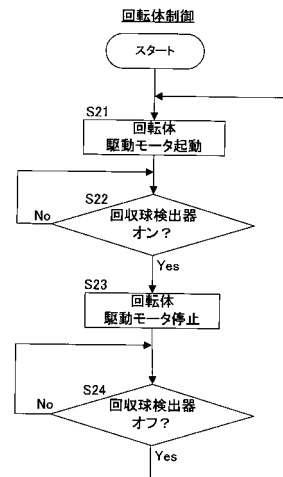 回転体制御
スタート
S21
回転体
駆動モータ起動
S22
回収球検出器
オン？
No
Yes
S23
回転体
駆動モータ停止
S24
回収球検出器
オフ？
No
Yes